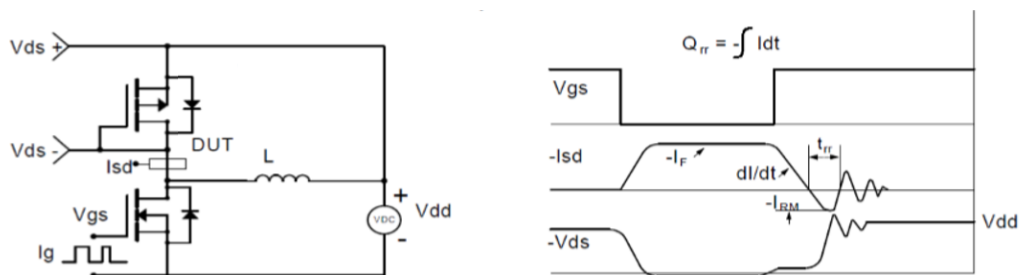 Vds +
Vds -
DUT
Isd
L
Vgs
Ig
VDC
+
-
Vdd
Qrr = -∫ Idt
Vgs
-Isd
-IF
dI/dt
trr
-IRM
Vdd
-Vds